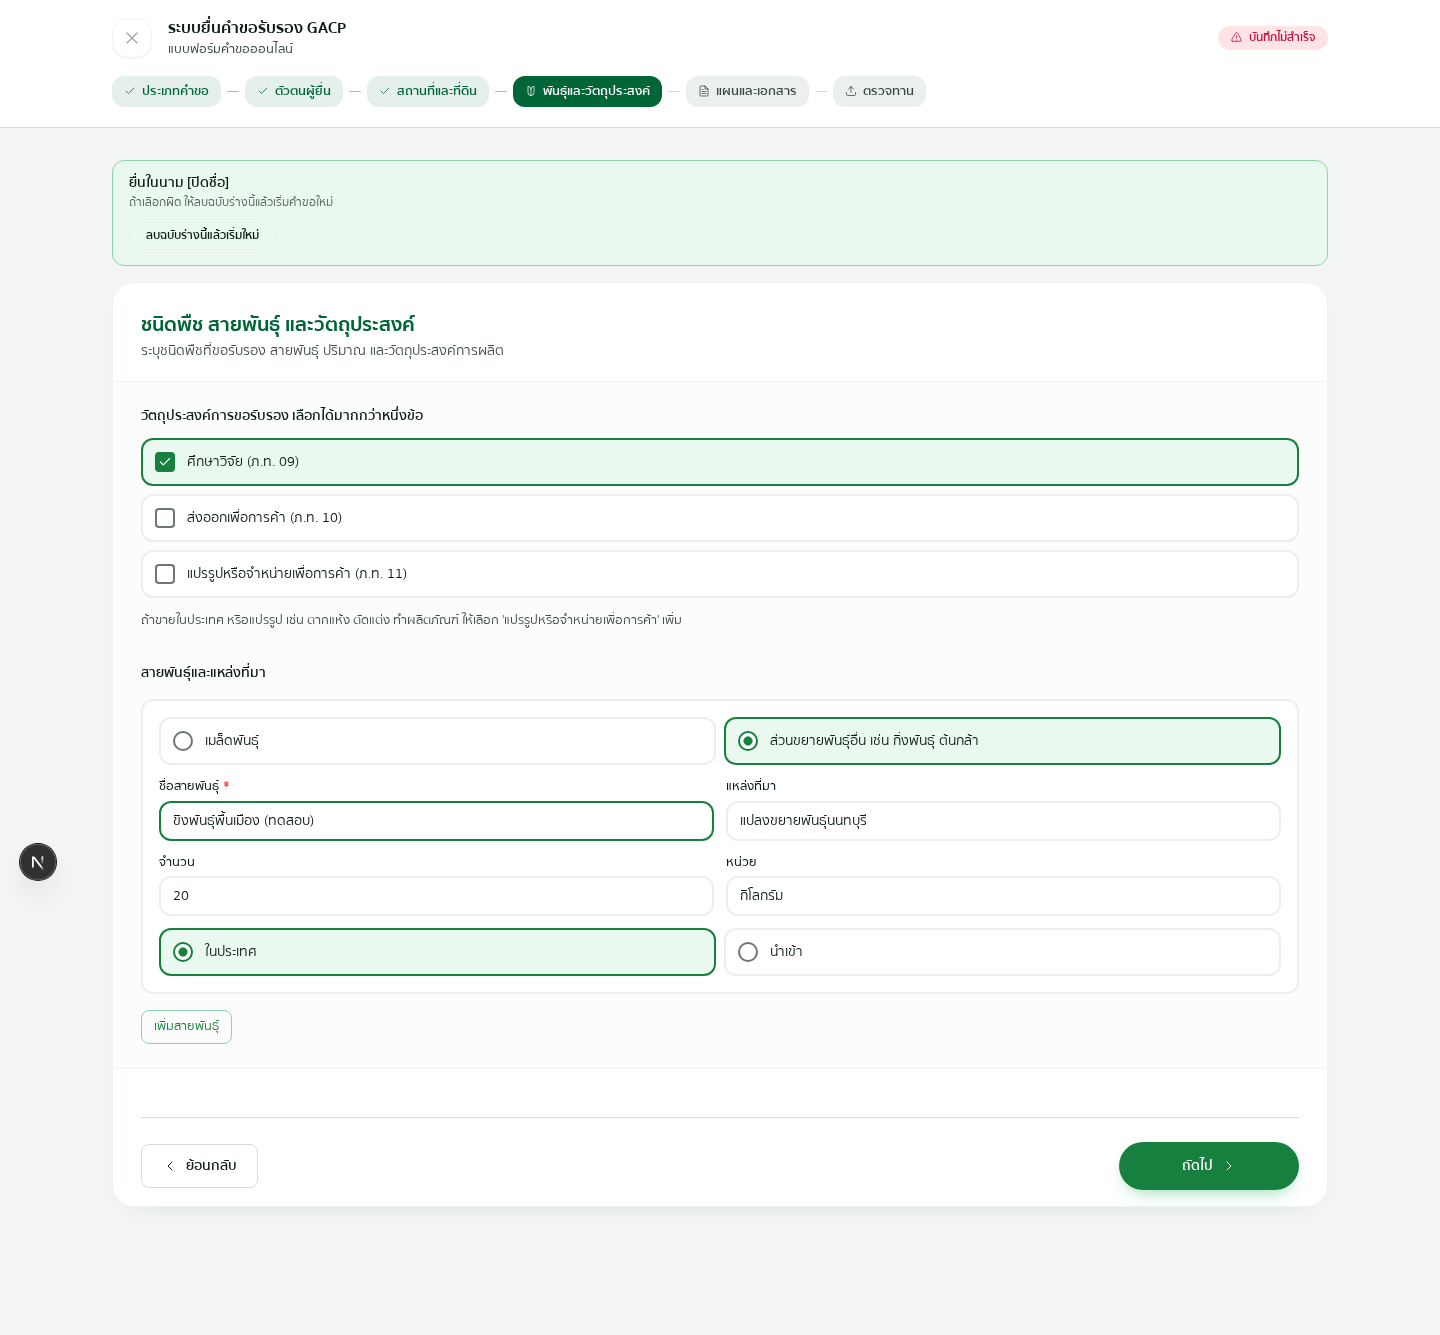 ระบบยื่นคำขอรับรอง GACP
แบบฟอร์มคำขอออนไลน์
บันทึกไม่สำเร็จ
ประเภทคำขอ
ตัวตนผู้ยื่น
สถานที่และที่ดิน
พันธุ์และวัตถุประสงค์
แผนและเอกสาร
ตรวจทาน
ยื่นในนาม [ปิดชื่อ]
ถ้าเลือกผิด ให้ลบฉบับร่างนี้แล้วเริ่มคำขอใหม่
ลบฉบับร่างนี้แล้วเริ่มใหม่
ชนิดพืช สายพันธุ์ และวัตถุประสงค์
ระบุชนิดพืชที่ขอรับรอง สายพันธุ์ ปริมาณ และวัตถุประสงค์การผลิต
วัตถุประสงค์การขอรับรอง เลือกได้มากกว่าหนึ่งข้อ
ศึกษาวิจัย (ภ.ท. 09)
ส่งออกเพื่อการค้า (ภ.ท. 10)
แปรรูปหรือจำหน่ายเพื่อการค้า (ภ.ท. 11)
ถ้าขายในประเทศ หรือแปรรูป เช่น ตากแห้ง ตัดแต่ง ทำผลิตภัณฑ์ ให้เลือก 'แปรรูปหรือจำหน่ายเพื่อการค้า' เพิ่ม
สายพันธุ์และแหล่งที่มา
เมล็ดพันธุ์
ส่วนขยายพันธุ์อื่น เช่น กิ่งพันธุ์ ต้นกล้า
ชื่อสายพันธุ์ *
แหล่งที่มา
ขิงพันธุ์พื้นเมือง (ทดสอบ)
แปลงขยายพันธุ์นนทบุรี
จำนวน
หน่วย
20
กิโลกรัม
ในประเทศ
นำเข้า
เพิ่มสายพันธุ์
ย้อนกลับ
ถัดไป